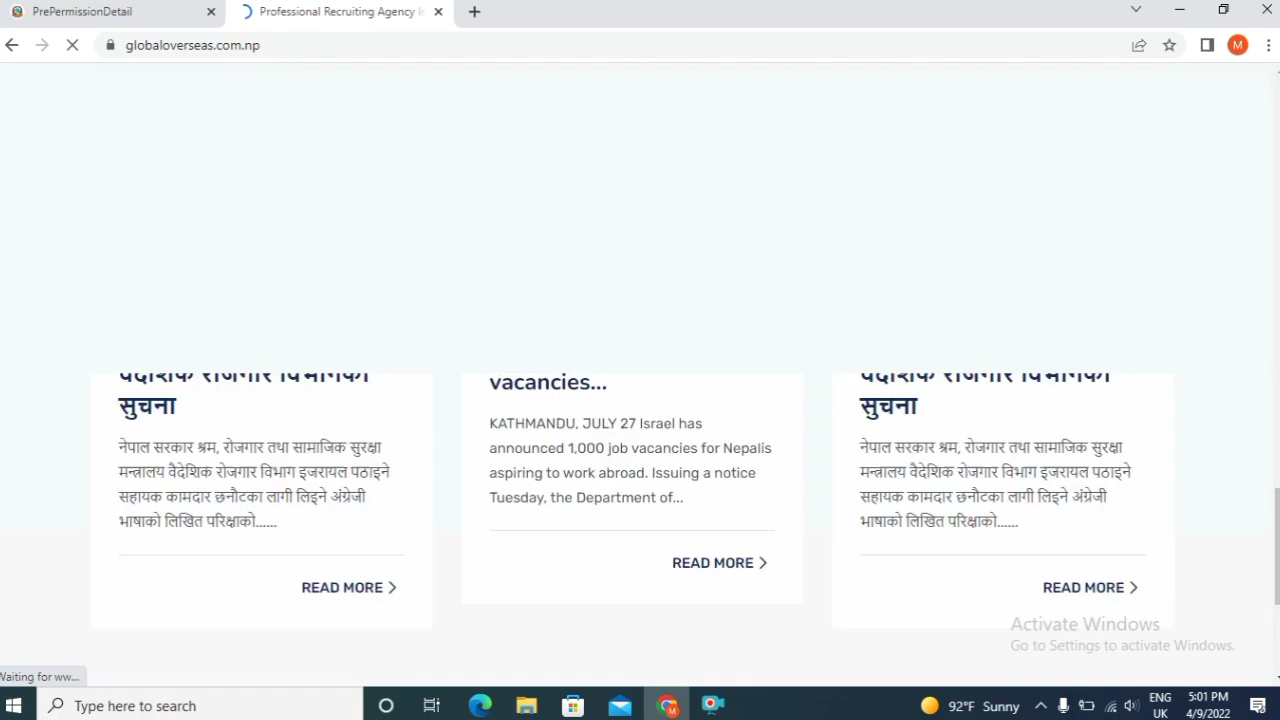 PrePermissionDetail
Professional Recruiting Agency In
globaloverseas.com.np
M
वैदेशिक रोजगार विभागको
सुचना
नेपाल सरकार श्रम, रोजगार तथा सामाजिक सुरक्षा
मन्त्रालय वैदेशिक रोजगार विभाग इजरायल पठाइने
सहायक कामदार छनौटका लागी लिइने अंग्रेजी
भाषाको लिखित परिक्षाको......
READ MORE
vacancies...
KATHMANDU, JULY 27 Israel has
announced 1,000 job vacancies for Nepalis
aspiring to work abroad. Issuing a notice
Tuesday, the Department of...
READ MORE
वैदेशिक रोजगार विभागको
सुचना
नेपाल सरकार श्रम, रोजगार तथा सामाजिक सुरक्षा
मन्त्रालय वैदेशिक रोजगार विभाग इजरायल पठाइने
सहायक कामदार छनौटका लागी लिइने अंग्रेजी
भाषाको लिखित परिक्षाको......
READ MORE
Activate Windows
Go to Settings to activate Windows.
Waiting for ww...
Type here to search
M
92°F Sunny
ENG
UK
5:01 PM
4/9/2022